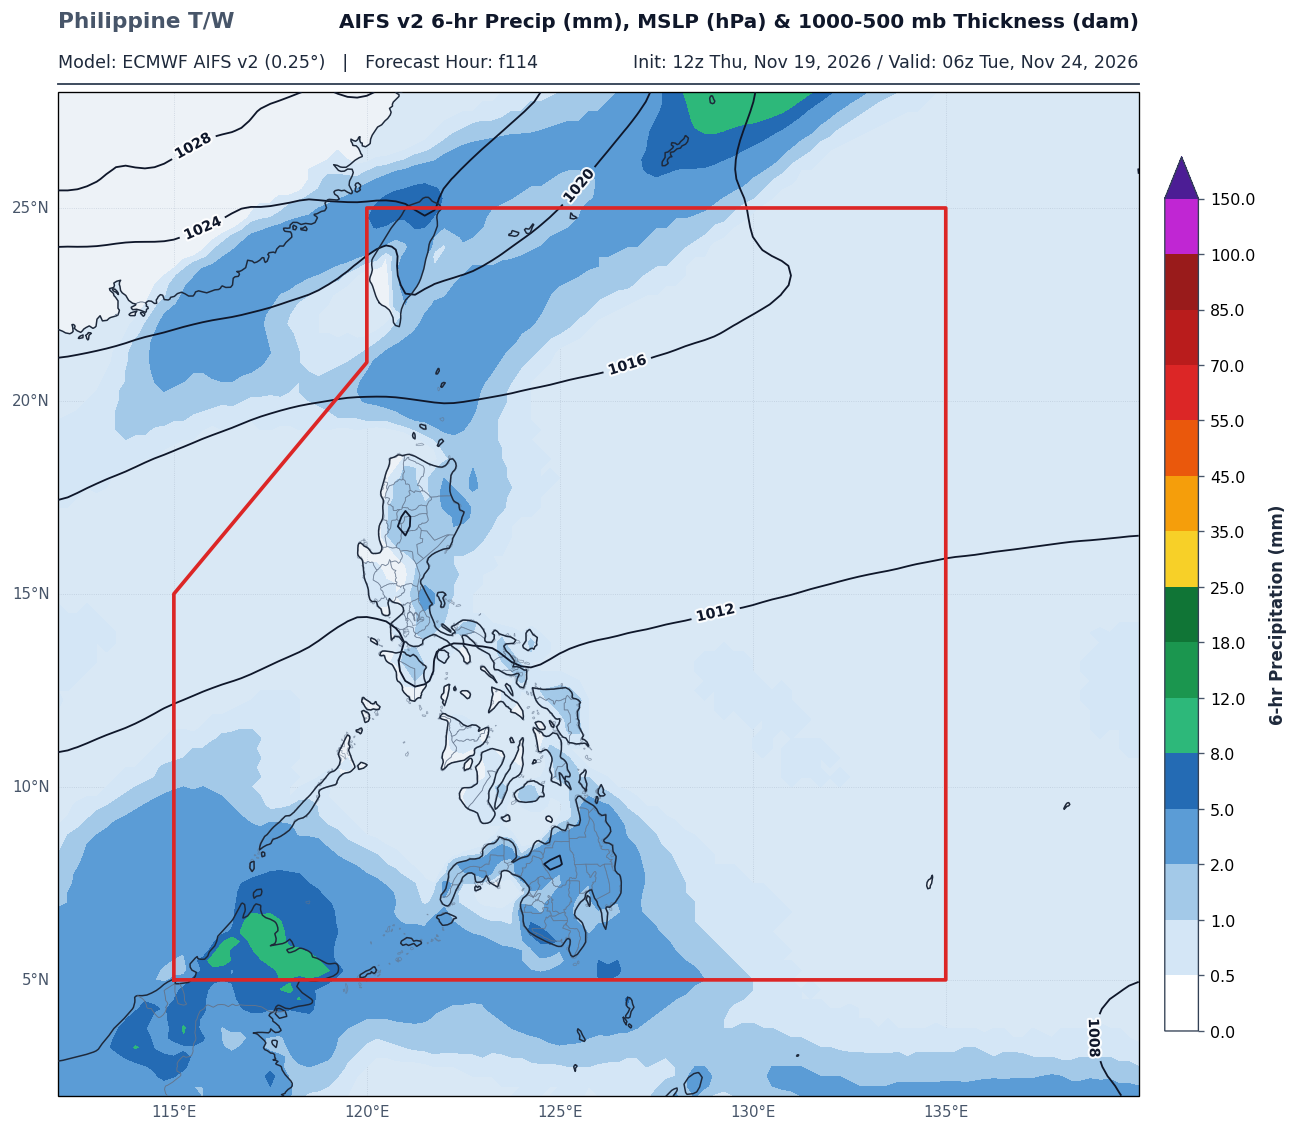 Philippine T/W
AIFS v2 6-hr Precip (mm), MSLP (hPa) & 1000-500 mb Thickness (dam)
Model: ECMWF AIFS v2 (0.25°) | Forecast Hour: f114
Init: 12z Thu, Nov 19, 2026 / Valid: 06z Tue, Nov 24, 2026
1028
1024
1020
1016
1012
1008
25°N
20°N
15°N
10°N
5°N
115°E
120°E
125°E
130°E
135°E
150.0
100.0
85.0
70.0
55.0
45.0
35.0
25.0
18.0
12.0
8.0
5.0
2.0
1.0
0.5
0.0
6-hr Precipitation (mm)